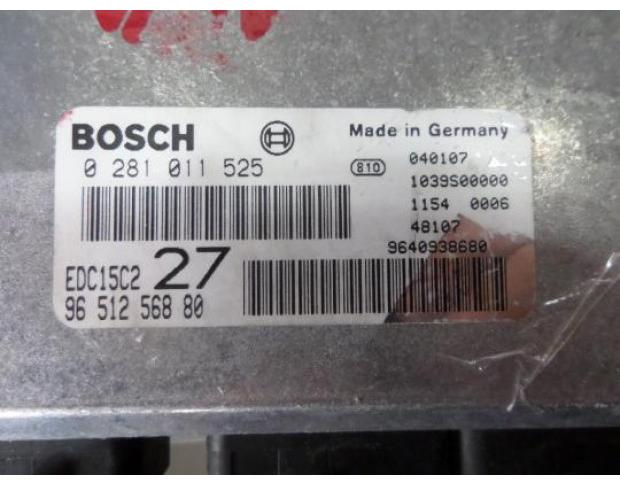 BOSCH
Made in Germany
0 281 011 525
810
040107
1039S00000
1154 0006
48107
9640938680
EDC15C2 27
96 512 568 80